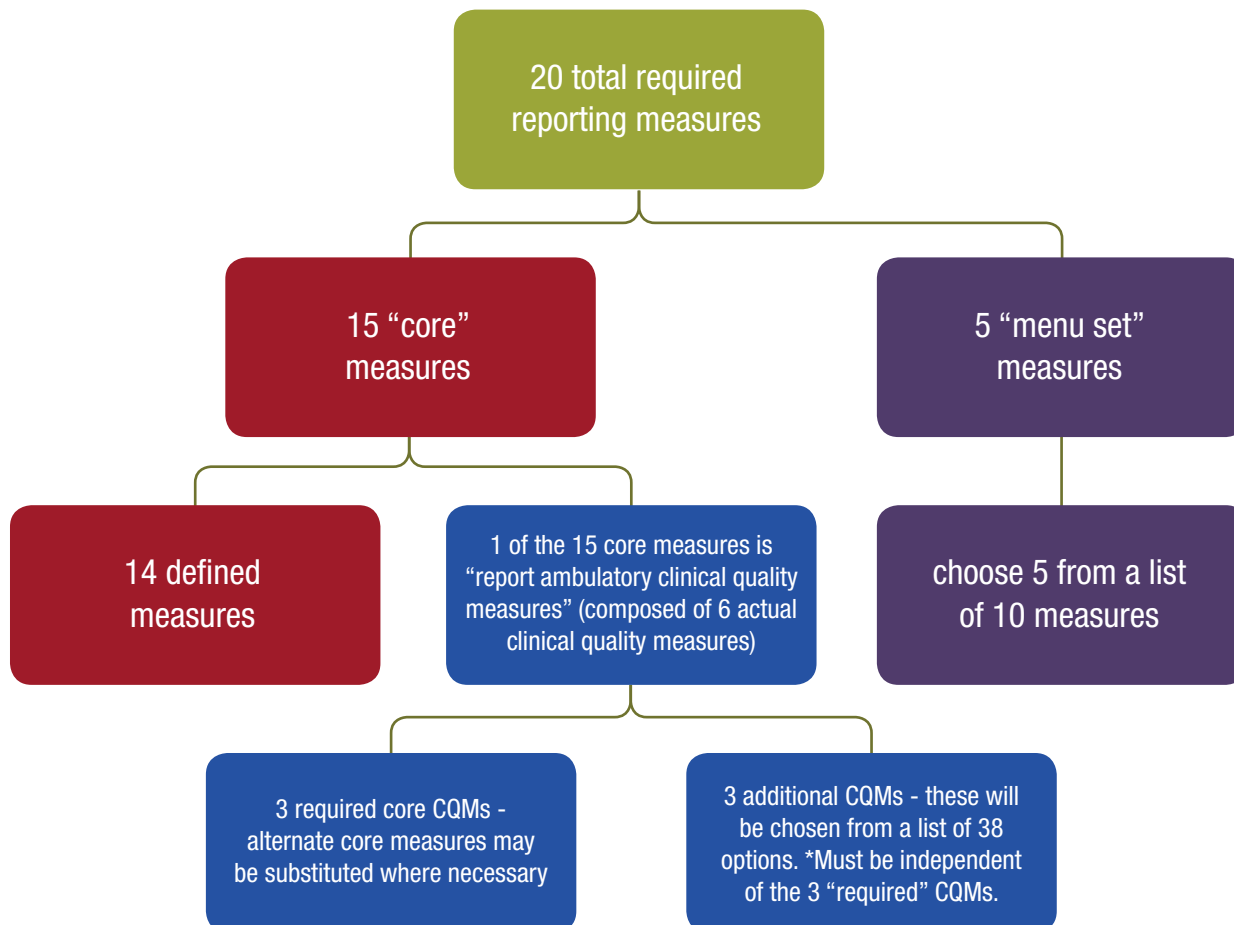 20 total required
reporting measures
15 “core”
measures
5 “menu set”
measures
14 defined
measures
1 of the 15 core measures is
“report ambulatory clinical quality
measures” (composed of 6 actual
clinical quality measures)
choose 5 from a list
of 10 measures
3 required core CQMs -
alternate core measures may
be substituted where necessary
3 additional CQMs - these will
be chosen from a list of 38
options. *Must be independent
of the 3 “required” CQMs.